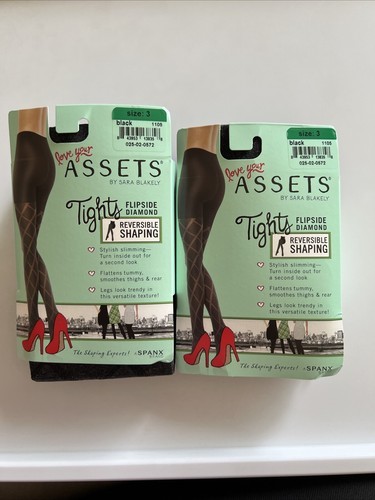 size: 3
black 1108
025-02-0572
love your
ASSETS®
BY SARA BLAKELY
Tights
FLIPSIDE
DIAMOND
REVERSIBLE
SHAPING
Stylish slimming—
Turn inside out for
a second look.
Flattens tummy,
smoothes thighs & rear
Legs look trendy in
this versatile texture!
The Shaping Experts!
SPANX
size: 3
black 1108
025-02-0572
love your
ASSETS®
BY SARA BLAKELY
Tights
FLIPSIDE
DIAMOND
REVERSIBLE
SHAPING
Stylish slimming—
Turn inside out for
a second look.
Flattens tummy,
smoothes thighs & rear
Legs look trendy in
this versatile texture!
The Shaping Experts!
SPANX